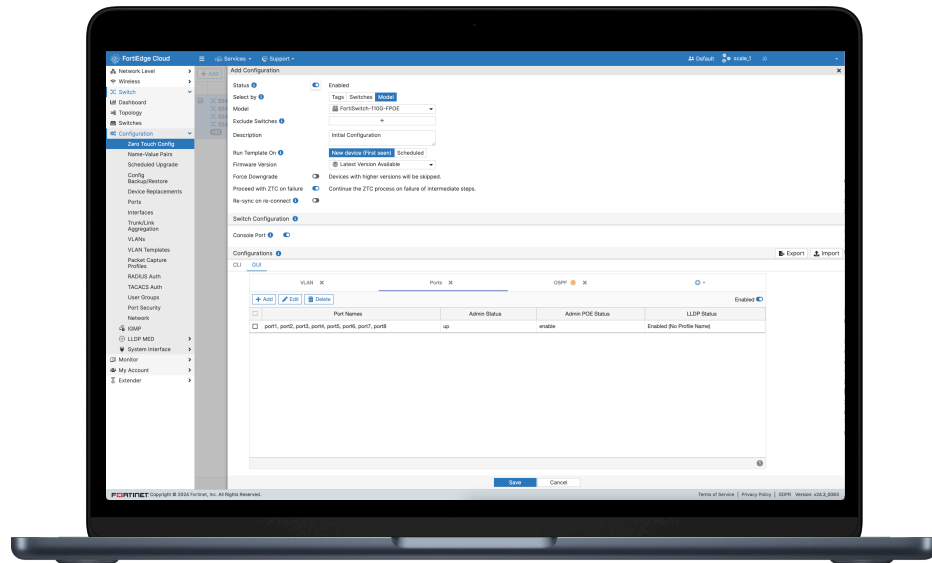 FortiEdge Cloud
Services
Support
Default
scale_1
Network Level
Wireless
Switch
Dashboard
Topology
Switches
Configuration
Zero Touch Config
Name-Value Pairs
Scheduled Upgrade
Config
Backup/Restore
Device Replacements
Ports
Interfaces
Trunk/Link
Aggregation
VLANs
VLAN Templates
Packet Capture
Profiles
RADIUS Auth
TACACS Auth
User Groups
Port Security
Network
IGMP
LLDP MED
System Interface
Monitor
My Account
Extender
+ Add
Add Configuration
Status Enabled
Select by Tags Switches Model
Model FortiSwitch-110G-FPOE
Exclude Switches +
Description Initial Configuration
Run Template On New device (First seen) Scheduled
Firmware Version Latest Version Available
Force Downgrade Devices with higher versions will be skipped.
Proceed with ZTC on failure Continue the ZTC process on failure of intermediate steps.
Re-sync on re-connect
Switch Configuration
Console Port
Configurations Export Import
CLI GUI
VLAN Ports OSPF
+ Add Edit Delete Enabled
Port Names Admin Status Admin POE Status LLDP Status
port1, port2, port3, port4, port5, port6, port7, port8 up enable Enabled (No Profile Name)
Save Cancel
FORTINET Copyright © 2024 Fortinet, Inc. All Rights Reserved.
Terms of Service | Privacy Policy | GDPR Version: v24.3_0063